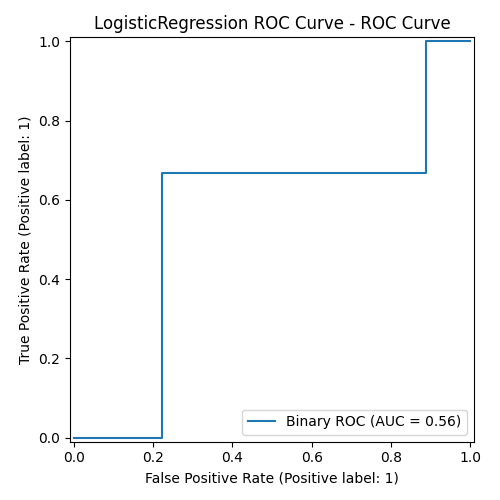 LogisticRegression ROC Curve - ROC Curve
1.0
0.8
0.6
0.4
0.2
0.0
True Positive Rate (Positive label: 1)
Binary ROC (AUC = 0.56)
0.0 0.2 0.4 0.6 0.8 1.0
False Positive Rate (Positive label: 1)